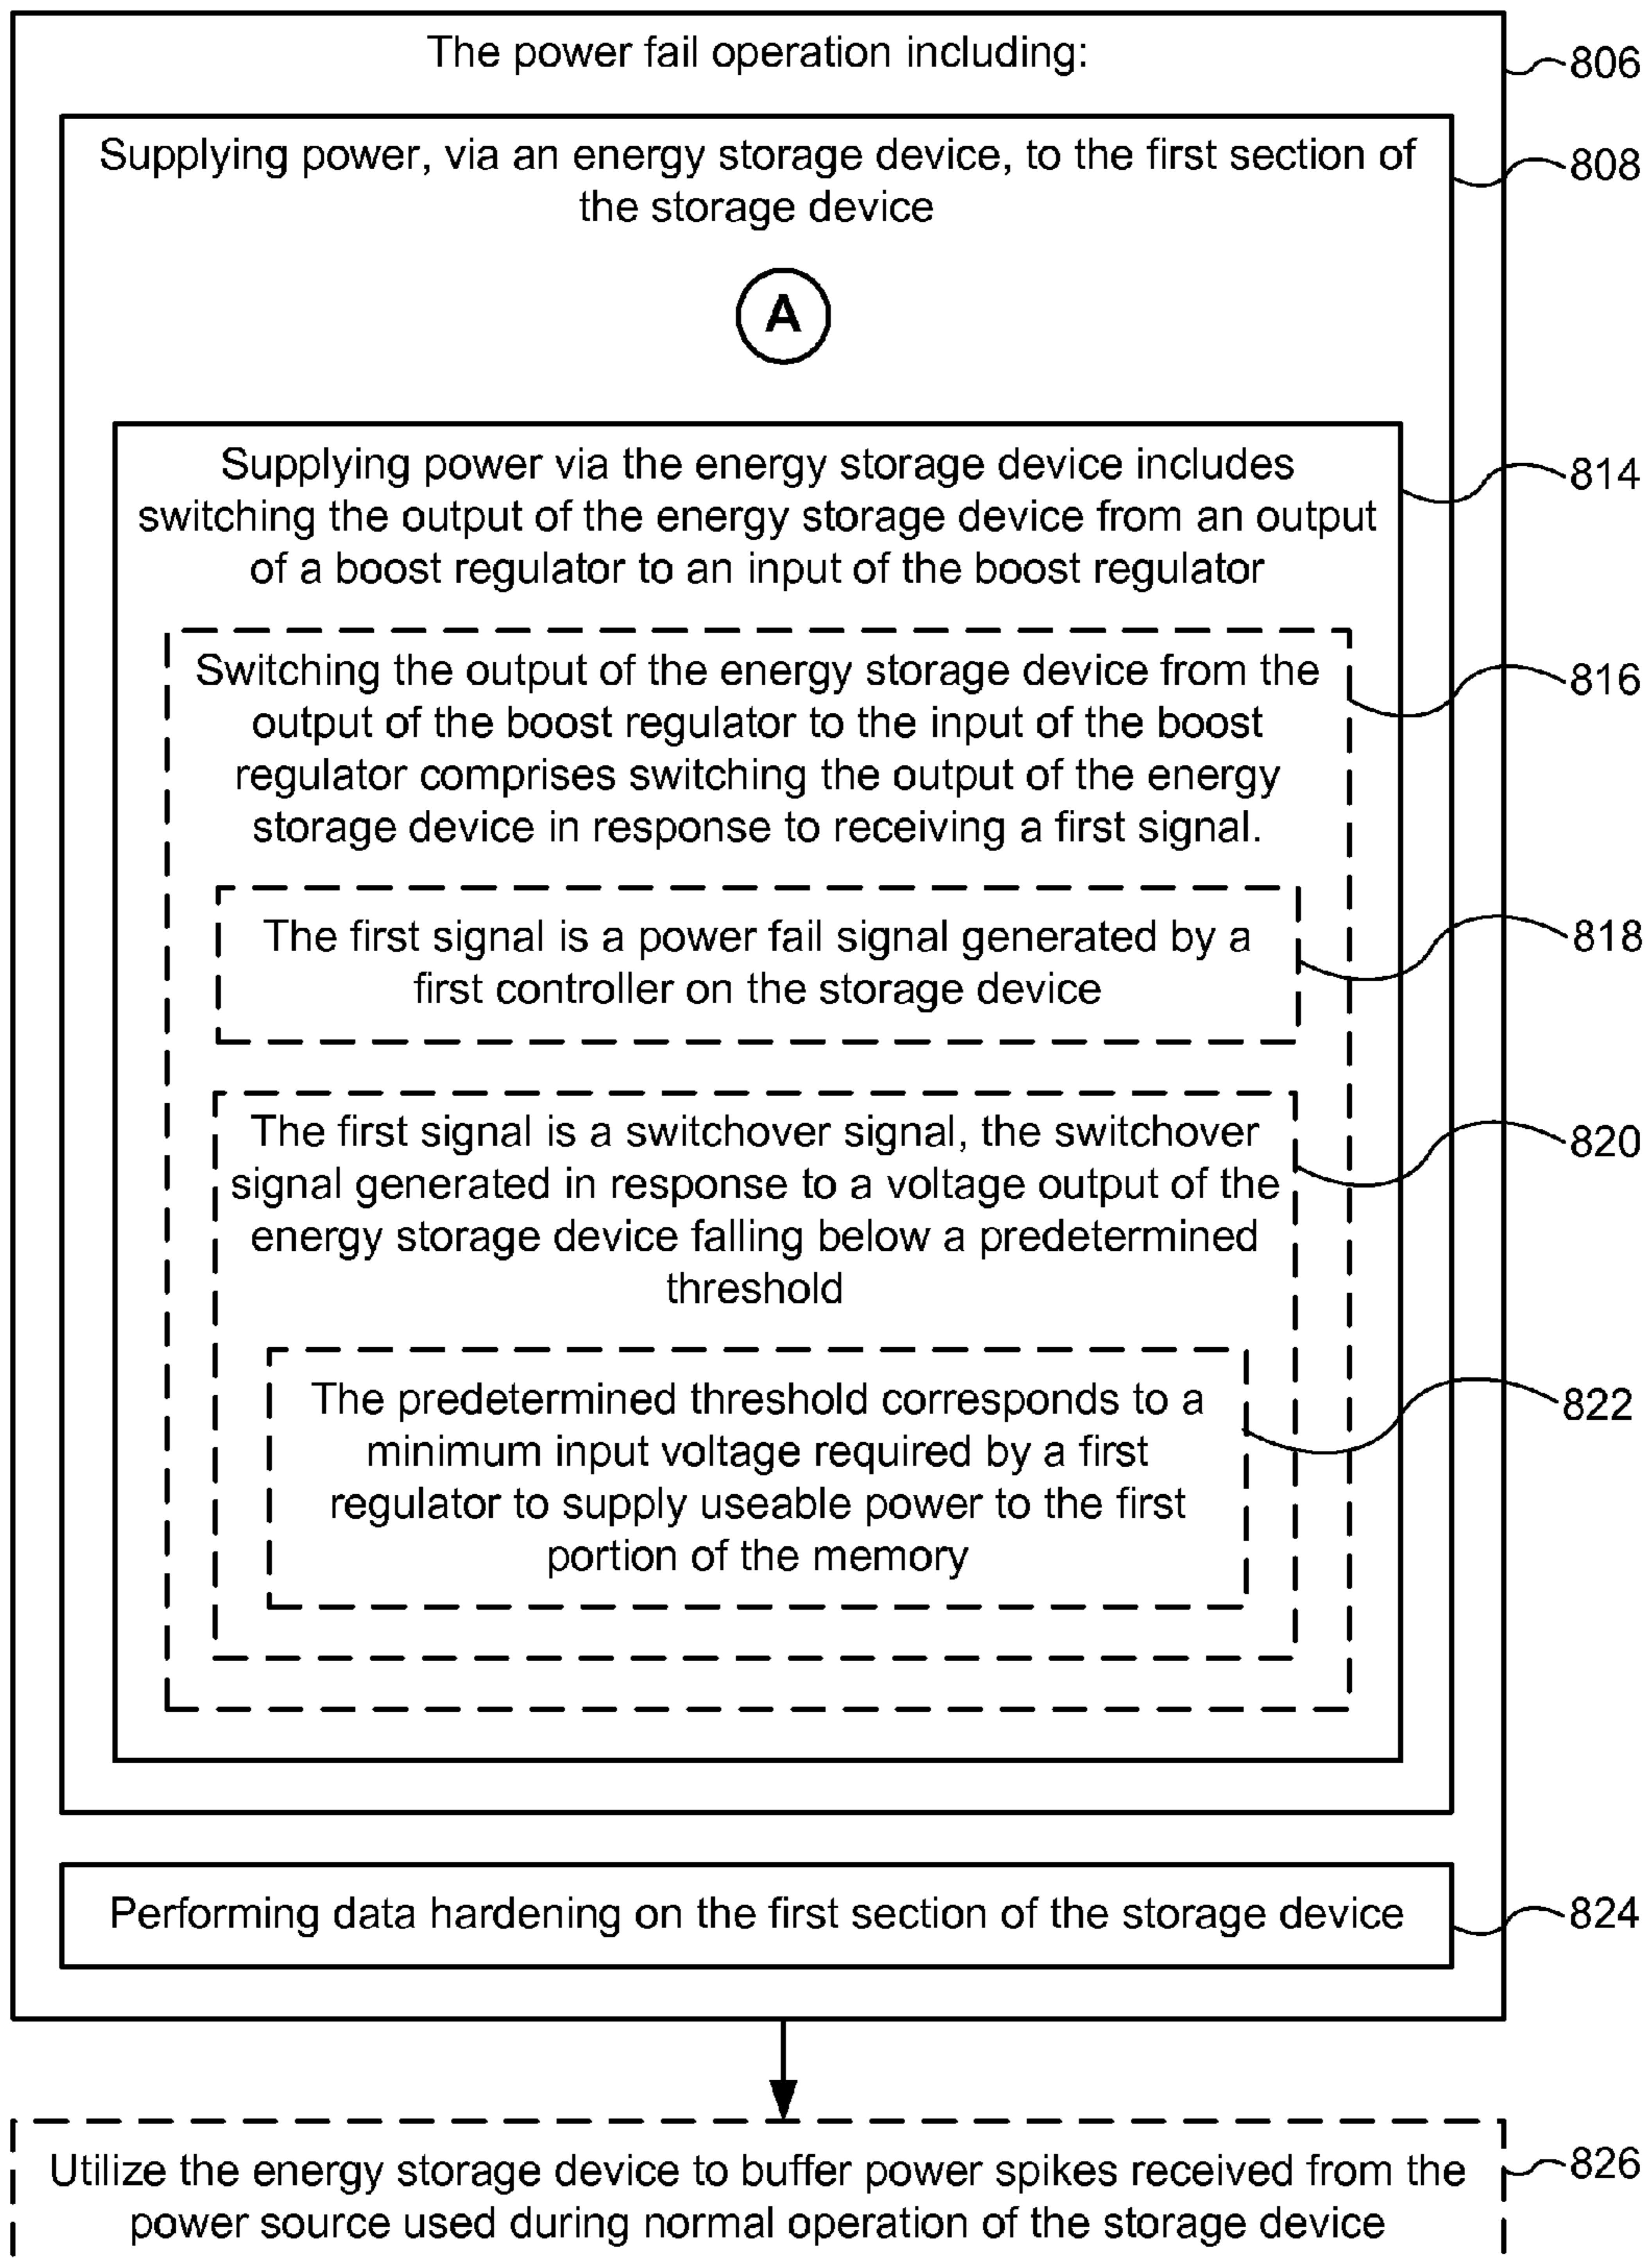 The power fail operation including:
806
Supplying power, via an energy storage device, to the first section of
the storage device
808
A
Supplying power via the energy storage device includes
switching the output of the energy storage device from an output
of a boost regulator to an input of the boost regulator
814
Switching the output of the energy storage device from the
output of the boost regulator to the input of the boost
regulator comprises switching the output of the energy
storage device in response to receiving a first signal.
816
The first signal is a power fail signal generated by a
first controller on the storage device
818
The first signal is a switchover signal, the switchover
signal generated in response to a voltage output of the
energy storage device falling below a predetermined
threshold
820
The predetermined threshold corresponds to a
minimum input voltage required by a first
regulator to supply useable power to the first
portion of the memory
822
Performing data hardening on the first section of the storage device
824
Utilize the energy storage device to buffer power spikes received from the
power source used during normal operation of the storage device
826